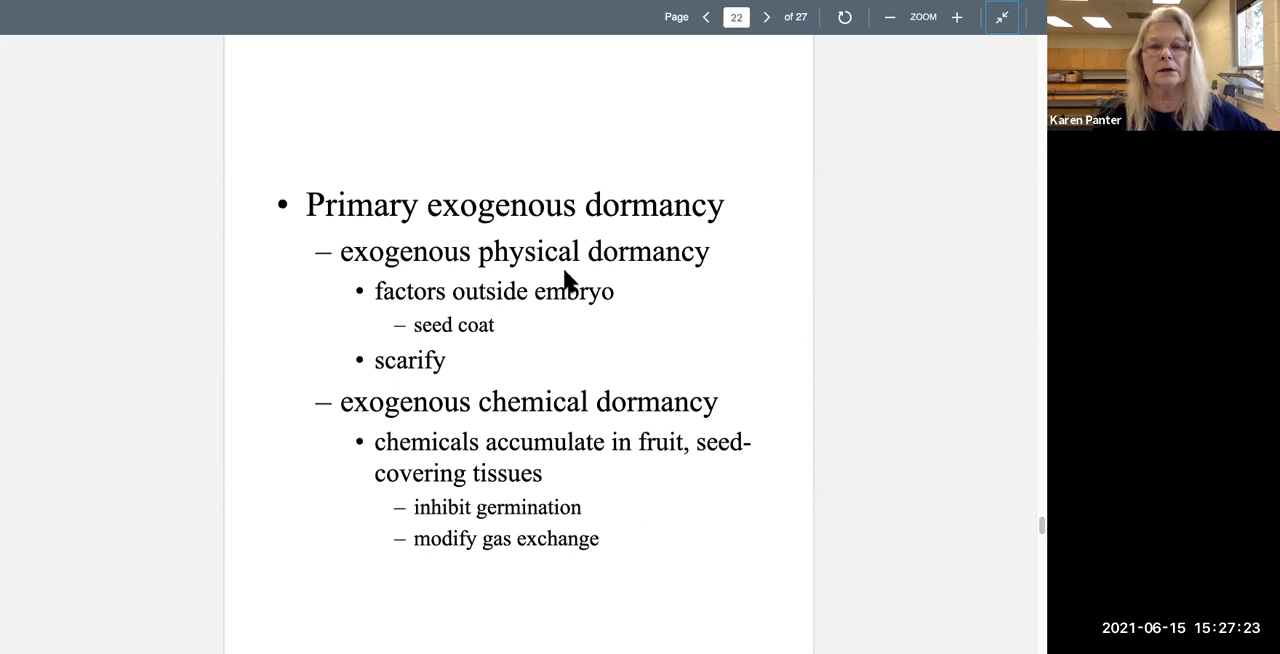 Page 22 of 27 ZOOM
Karen Panter
• Primary exogenous dormancy
– exogenous physical dormancy
• factors outside embryo
– seed coat
• scarify
– exogenous chemical dormancy
• chemicals accumulate in fruit, seed-
covering tissues
– inhibit germination
– modify gas exchange
2021-06-15 15:27:23